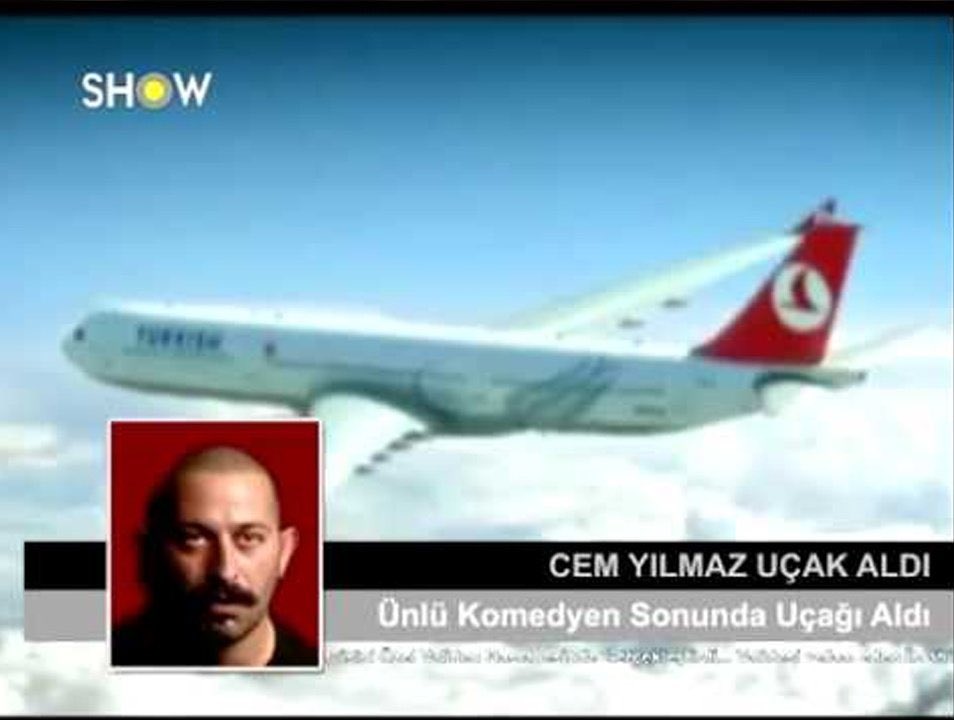 SHOW
TURKISH
CEM YILMAZ UÇAK ALDI
Ünlü Komedyen Sonunda Uçağı Aldı